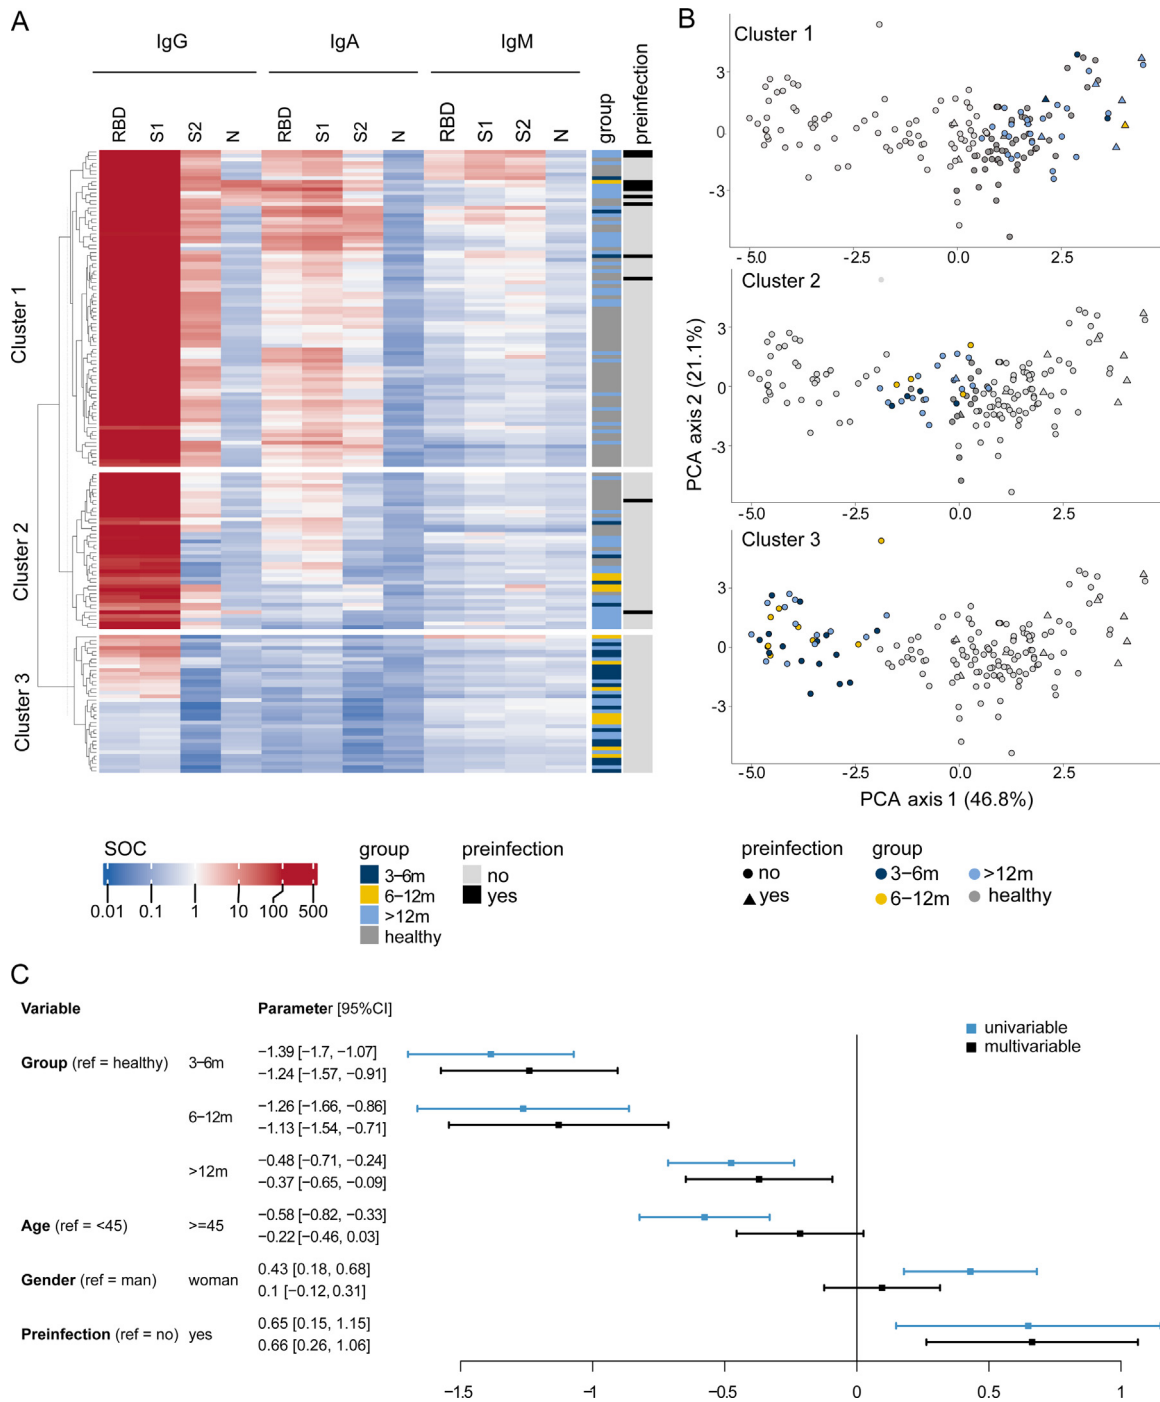 A
IgG IgA IgM
RBD S1 S2 N RBD S1 S2 N RBD S1 S2 N group preinfection
Cluster 1
Cluster 2
Cluster 3
SOC
0.01 0.1 1 10 100 500
group
3−6m
6−12m
>12m
healthy
preinfection
no
yes
B
Cluster 1
3
0
-3
-5.0 -2.5 0.0 2.5
Cluster 2
3
0
-3
-5.0 -2.5 0.0 2.5
Cluster 3
3
0
-3
-5.0 -2.5 0.0 2.5
PCA axis 2 (21.1%)
PCA axis 1 (46.8%)
preinfection
no
yes
group
3−6m
6−12m
>12m
healthy
C
Variable Parameter [95%CI]
univariable
multivariable
Group (ref = healthy) 3−6m −1.39 [−1.7, −1.07]
−1.24 [−1.57, −0.91]
6−12m −1.26 [−1.66, −0.86]
−1.13 [−1.54, −0.71]
>12m −0.48 [−0.71, −0.24]
−0.37 [−0.65, −0.09]
Age (ref = <45) >=45 −0.58 [−0.82, −0.33]
−0.22 [−0.46, 0.03]
Gender (ref = man) woman 0.43 [0.18, 0.68]
0.1 [−0.12, 0.31]
Preinfection (ref = no) yes 0.65 [0.15, 1.15]
0.66 [0.26, 1.06]
−1.5 −1 −0.5 0 0.5 1